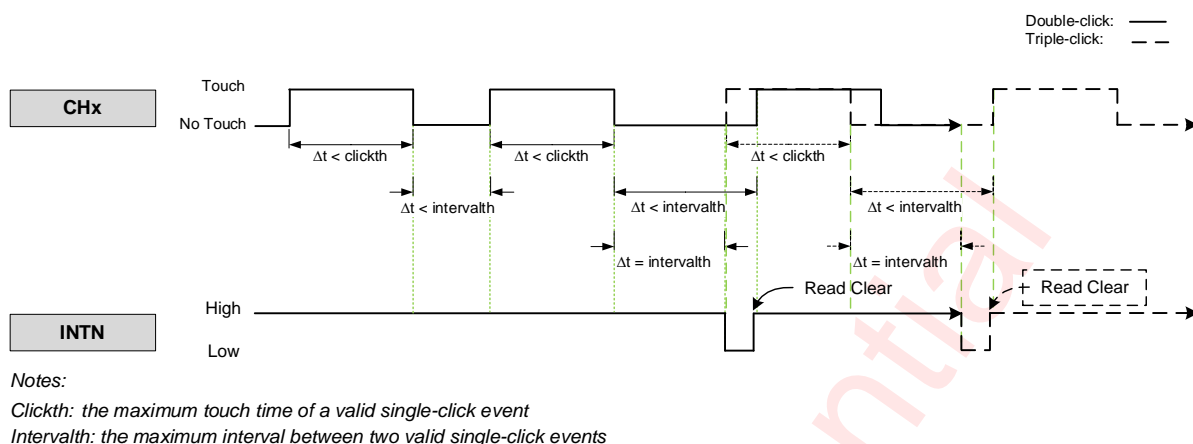 Double-click:
Triple-click:
CHx
Touch
No Touch
Δt < clickth
Δt < clickth
Δt < clickth
Δt < intervalth
Δt < intervalth
Δt < intervalth
Δt = intervalth
Δt = intervalth
Read Clear
Read Clear
INTN
High
Low
Notes:
Clickth: the maximum touch time of a valid single-click event
Intervalth: the maximum interval between two valid single-click events
ntial